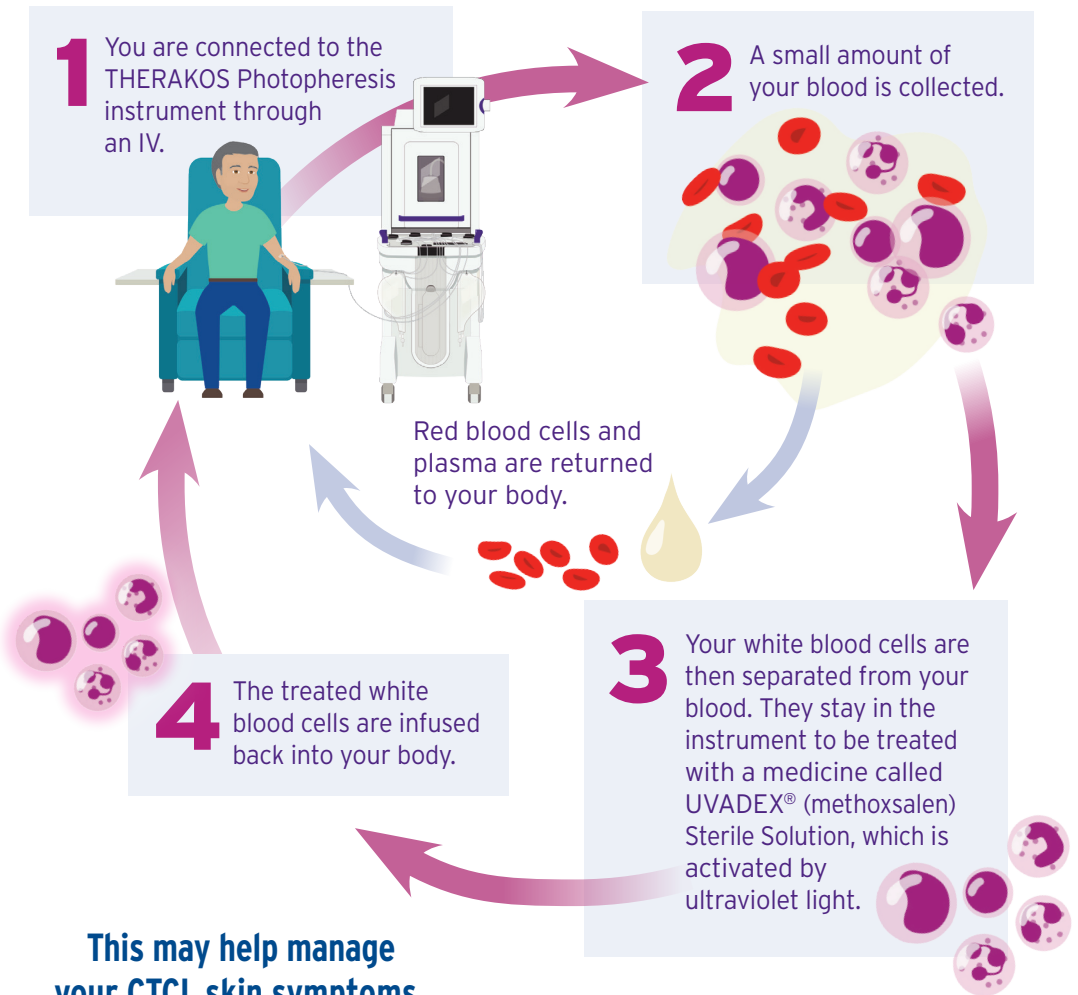 1
You are connected to the
THERAKOS Photopheresis
instrument through
an IV.
2
A small amount of
your blood is collected.
Red blood cells and
plasma are returned
to your body.
3
Your white blood cells are
then separated from your
blood. They stay in the
instrument to be treated
with a medicine called
UVADEX® (methoxsalen)
Sterile Solution, which is
activated by
ultraviolet light.
4
The treated white
blood cells are infused
back into your body.
This may help manage
your CTCL skin symptoms